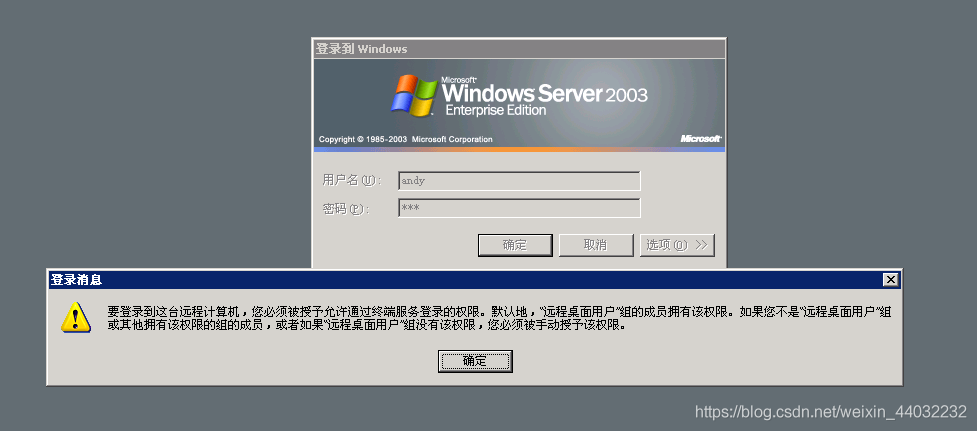 登录到 Windows
Microsoft
Windows Server 2003
Enterprise Edition
Copyright © 1985-2003 Microsoft Corporation
Microsoft
用户名(U):
andy
密码(P):
***
确定
取消
选项(O) >>
登录消息
要登录到这台远程计算机，您必须被授予允许通过终端服务登录的权限。默认地，“远程桌面用户”组的成员拥有该权限。如果您不是“远程桌面用户”组
或其他拥有该权限的组的成员，或者如果“远程桌面用户”组没有该权限，您必须被手动授予该权限。
确定
https://blog.csdn.net/weixin_44032232